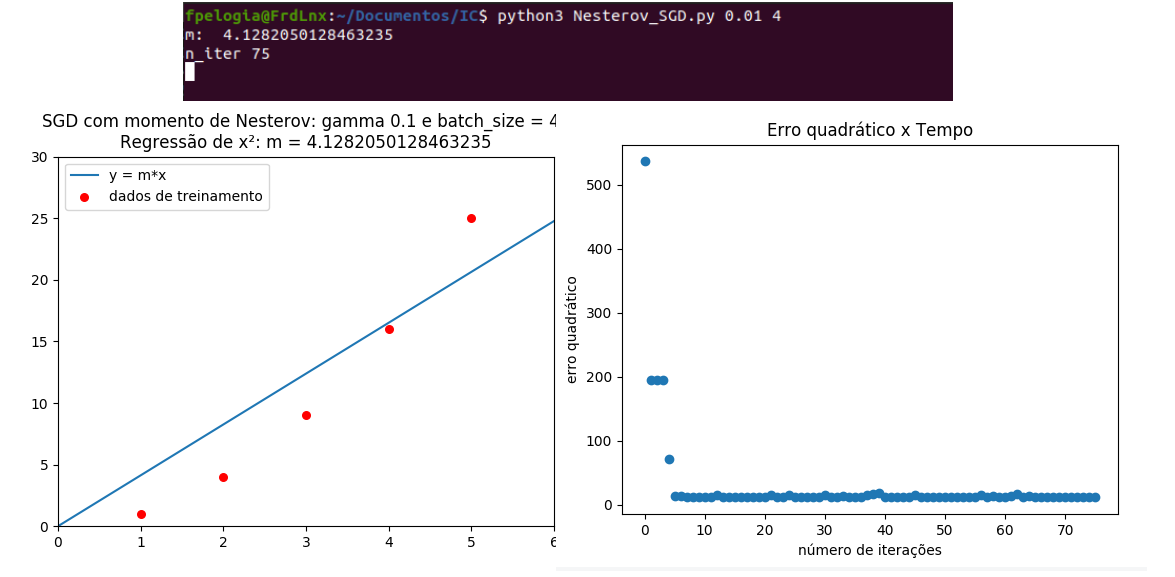 fpelogia@FrdLnx:~/Documentos/IC$ python3 Nesterov_SGD.py 0.01 4
m:  4.1282050128463235
n_iter 75
SGD com momento de Nesterov: gamma 0.1 e batch_size = 4
Regressão de x²: m = 4.1282050128463235
y = m*x
dados de treinamento
30
25
20
15
10
5
0
0 1 2 3 4 5 6
Erro quadrático x Tempo
erro quadrático
500
400
300
200
100
0
0 10 20 30 40 50 60 70
número de iterações